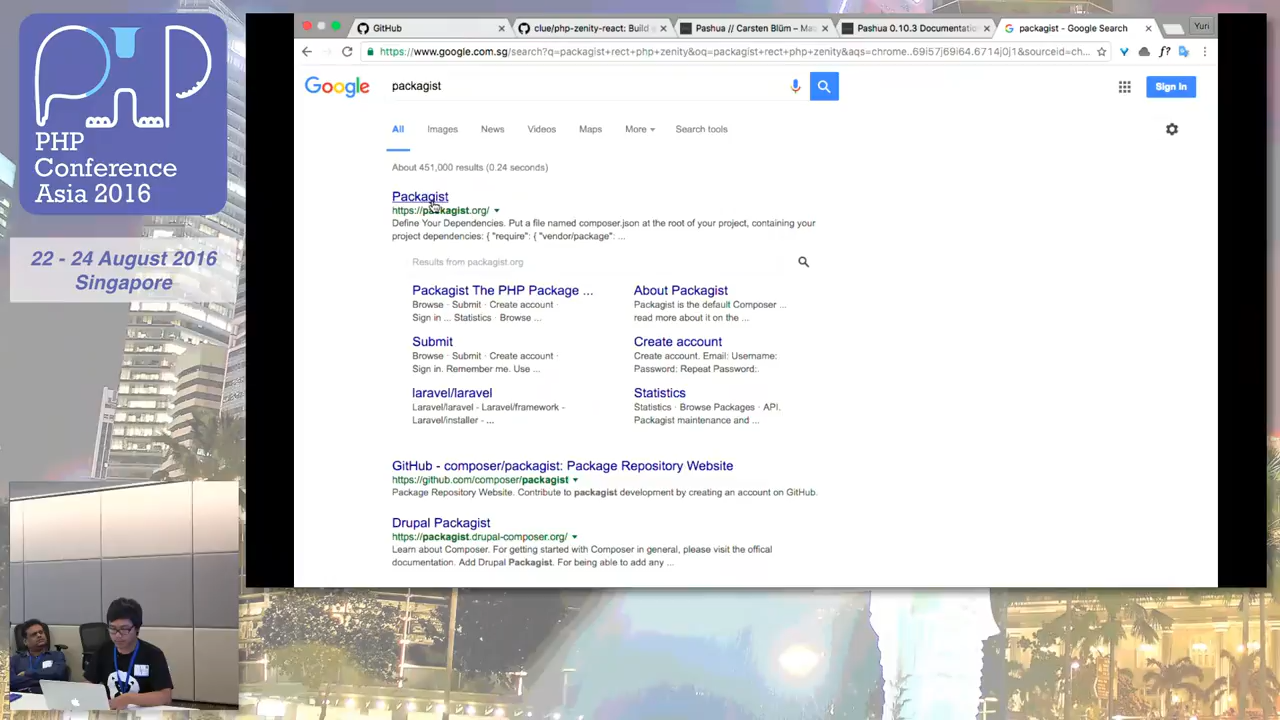 PHP
Conference
Asia 2016
22 - 24 August 2016
Singapore
GitHub
clue/php-zenity-react: Build
Pashua // Carsten Blüm – Ma
Pashua 0.10.3 Documentatio
packagist - Google Search
Yuri
https://www.google.com.sg/search?q=packagist+rect+php+zenity&oq=packagist+rect+php+zenity&aqs=chrome..69i57j69i64.6714j0j1&sourceid=ch...
Google
packagist
Sign In
All Images News Videos Maps More Search tools
About 451,000 results (0.24 seconds)
Packagist
https://packagist.org/
Define Your Dependencies. Put a file named composer.json at the root of your project, containing your
project dependencies: { "require": { "vendor/package": ...
Results from packagist.org
Packagist The PHP Package ...
Browse · Submit · Create account ·
Sign in ... Statistics · Browse ...
About Packagist
Packagist is the default Composer ...
read more about it on the ...
Submit
Browse · Submit · Create account ·
Sign in. Remember me. Use ...
Create account
Create account. Email: Username:
Password: Repeat Password:.
laravel/laravel
Laravel/laravel - Laravel/framework -
Laravel/installer - ...
Statistics
Statistics · Browse Packages · API.
Packagist maintenance and ...
GitHub - composer/packagist: Package Repository Website
https://github.com/composer/packagist
Package Repository Website. Contribute to packagist development by creating an account on GitHub.
Drupal Packagist
https://packagist.drupal-composer.org/
Learn about Composer. For getting started with Composer in general, please visit the offical
documentation. Add Drupal Packagist. For being able to add any ...